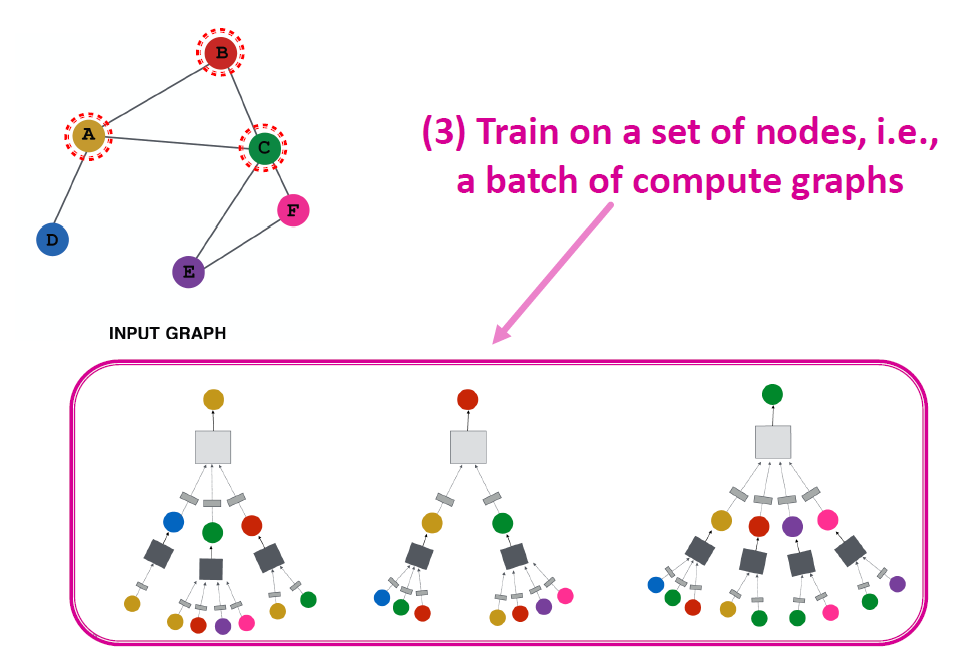 B
(3) Train on a set of nodes, i.e.,
a batch of compute graphs
A
C
F
D
E
INPUT GRAPH